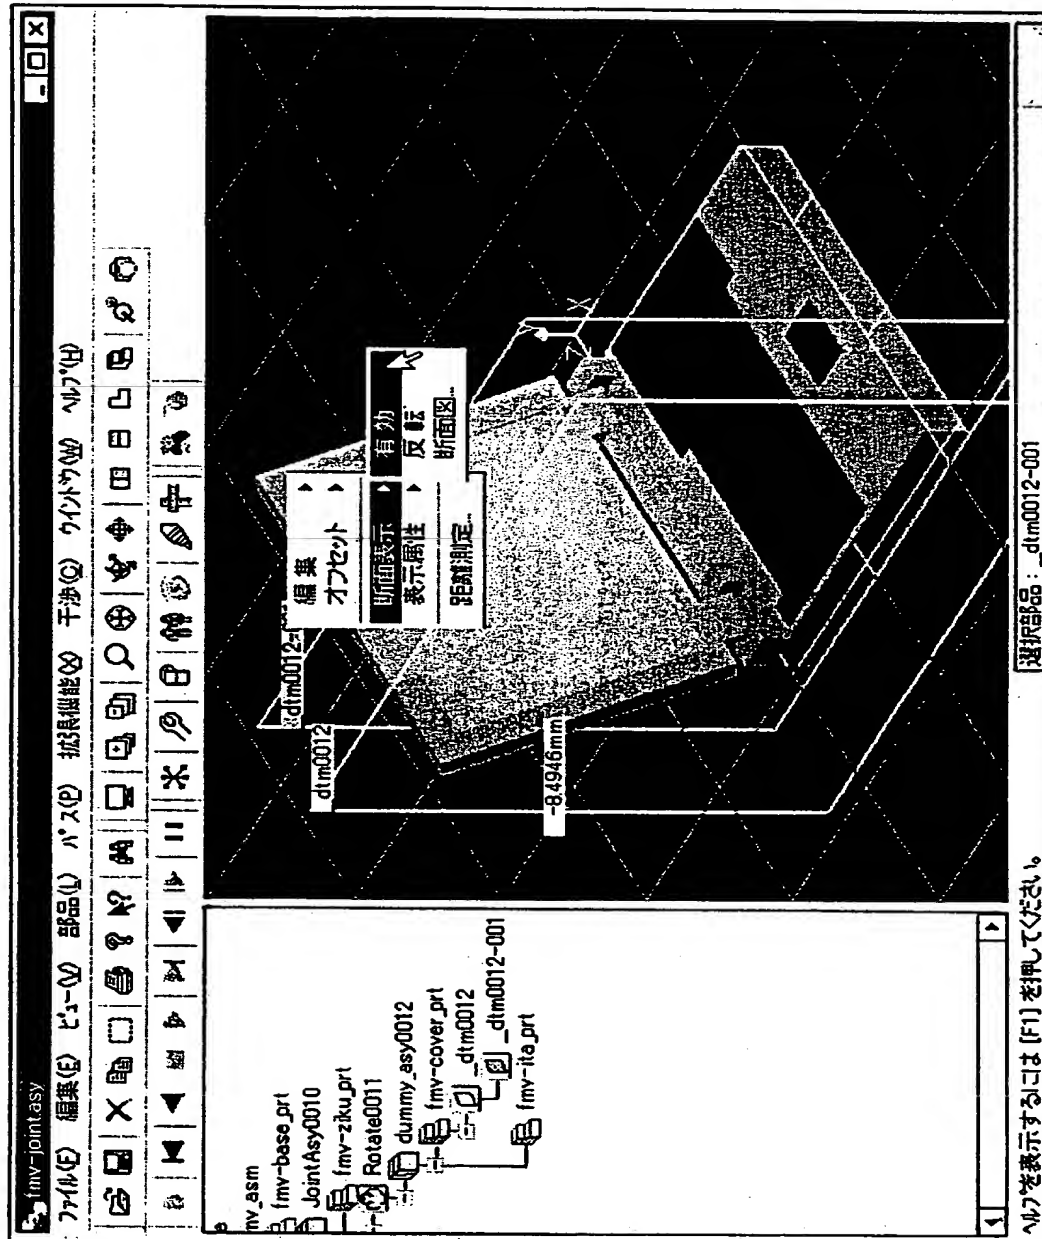 fmv-joint.asy
ファイル(F) 編集(E) ビュー(V) 部品(L) パス(P) 拡張機能(X) 干渉(Q) ウィンドウ(W) ヘルプ(H)
my_asm
fmv-base_prt
JointAsy0010
fmv-ziku_prt
Rotate0011
dummy_asy0012
fmv-cover_prt
_dtm0012
_dtm0012-001
fmv-ita_prt
dtm0012
-8.4946mm
編集
オフセット
断面表示
表示属性
距離測定...
有効
反転
断面図...
X
ヘルプを表示するには [F1] を押してください。
選択部品 : _dtm0012-001